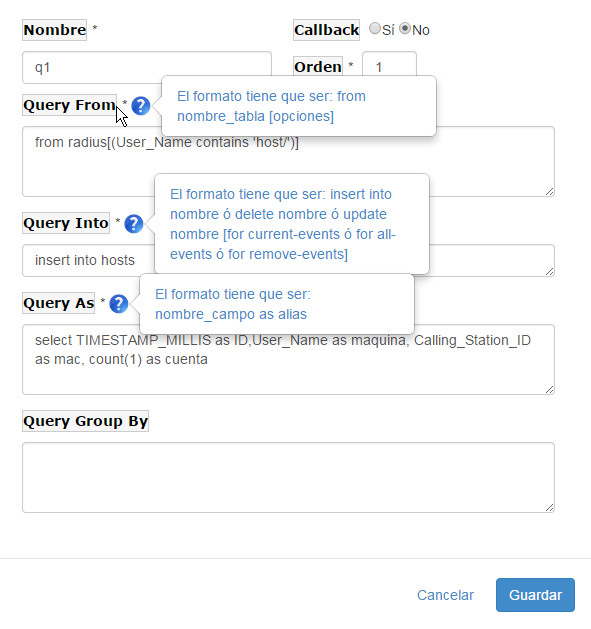 Nombre * Callback Sí No
q1 Orden * 1
Query From * ?
El formato tiene que ser: from
nombre_tabla [opciones]
from radius[(User_Name contains 'host/')]
El formato tiene que ser: insert into
nombre ó delete nombre ó update
nombre [for current-events ó for all-
events ó for remove-events]
Query Into * ?
insert into hosts
El formato tiene que ser:
nombre_campo as alias
Query As * ?
select TIMESTAMP_MILLIS as ID,User_Name as maquina, Calling_Station_ID
as mac, count(1) as cuenta
Query Group By
Cancelar Guardar